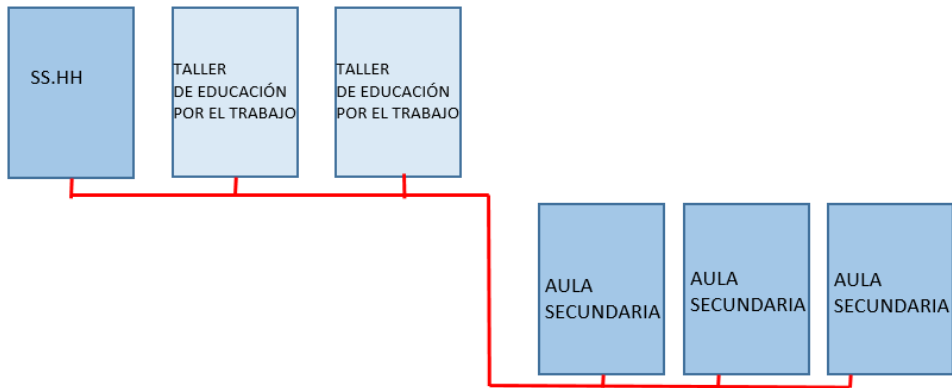 SS.HH
TALLER
DE EDUCACIÓN
POR EL TRABAJO
TALLER
DE EDUCACIÓN
POR EL TRABAJO
AULA
SECUNDARIA
AULA
SECUNDARIA
AULA
SECUNDARIA